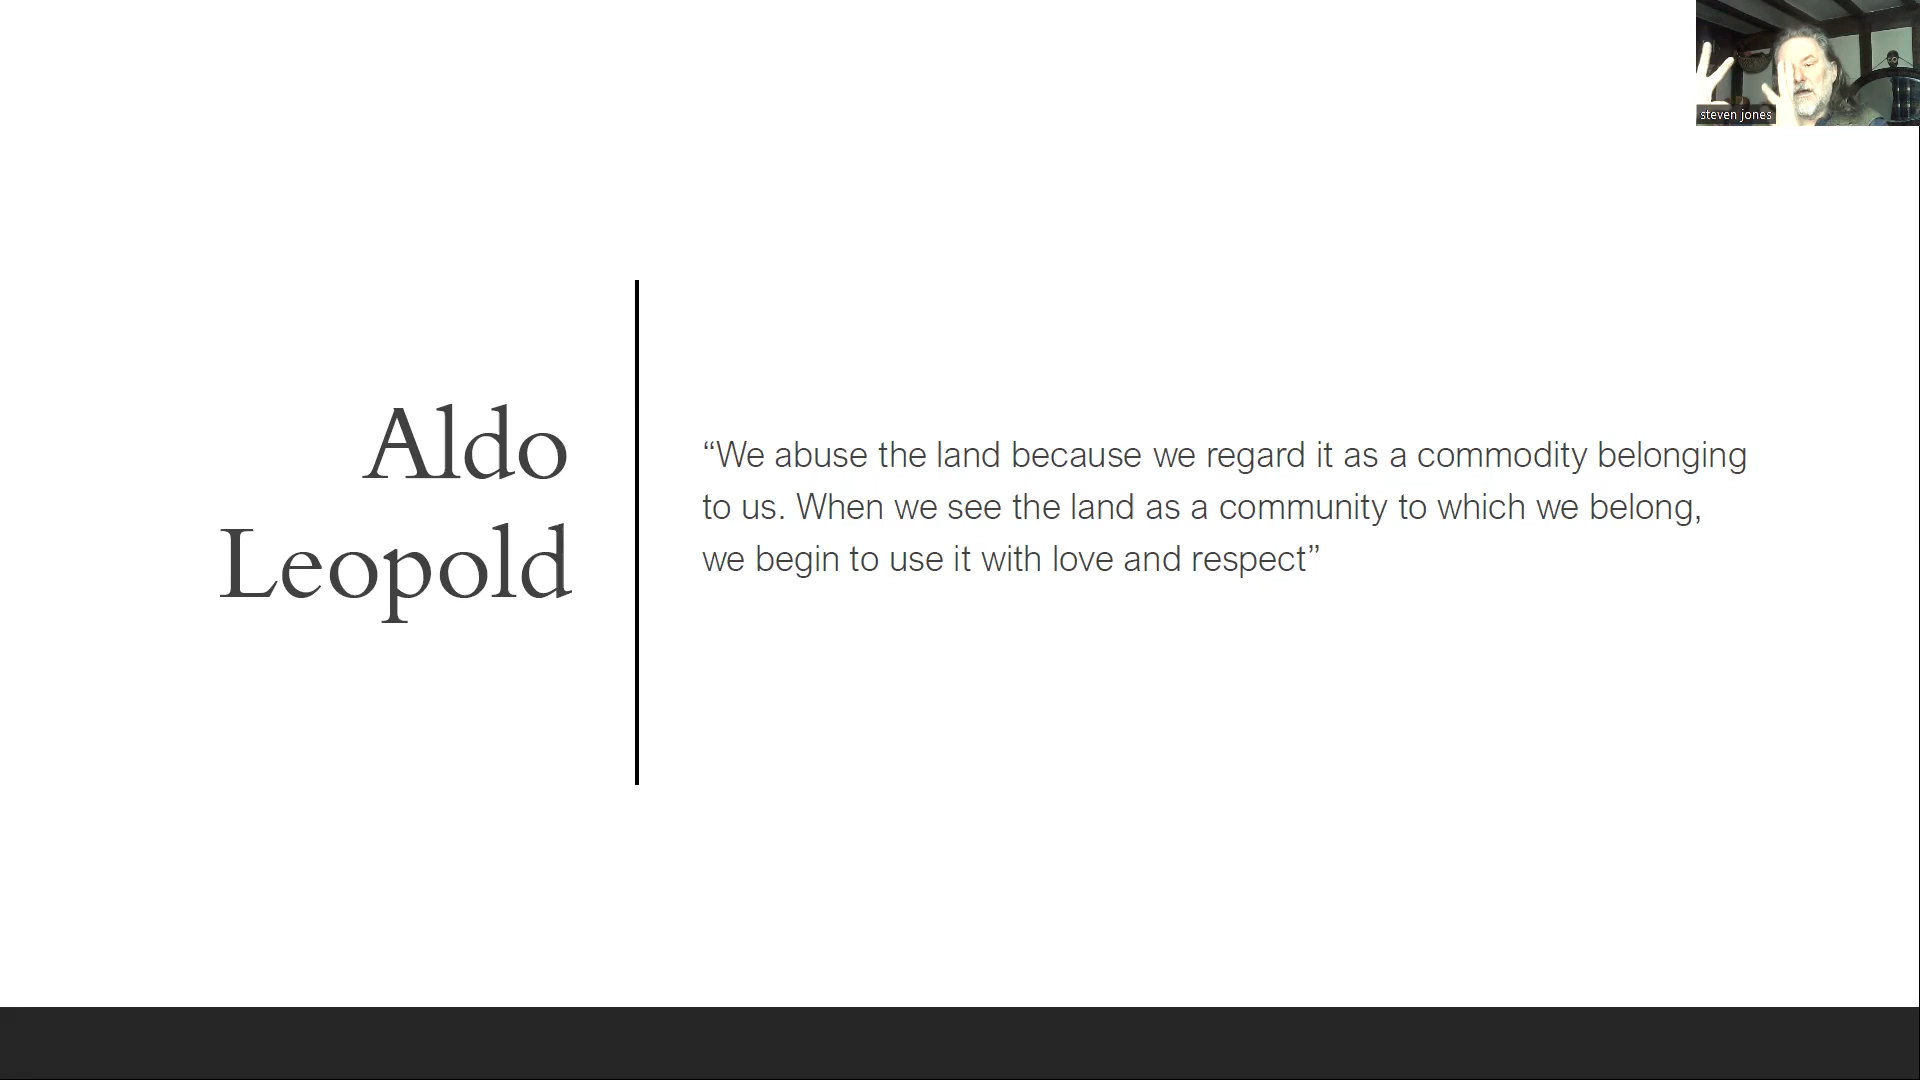 steven jones
Aldo
Leopold
“We abuse the land because we regard it as a commodity belonging
to us. When we see the land as a community to which we belong,
we begin to use it with love and respect”